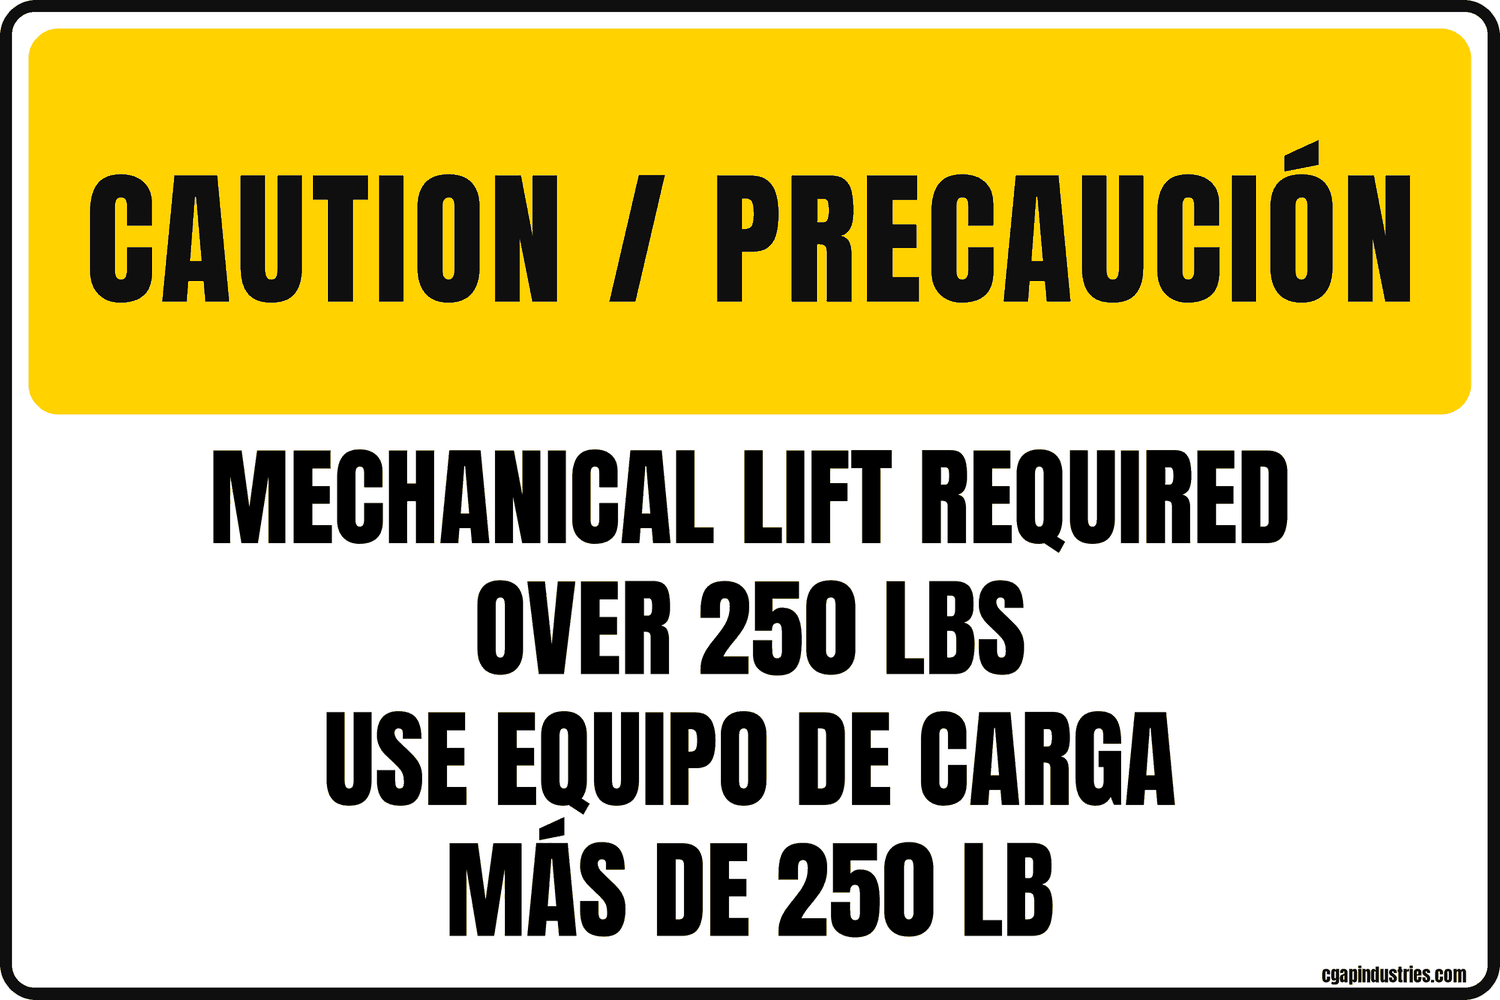 CAUTION / PRECAUCIÓN
MECHANICAL LIFT REQUIRED
OVER 250 LBS
USE EQUIPO DE CARGA
MÁS DE 250 LB
cgapindustries.com